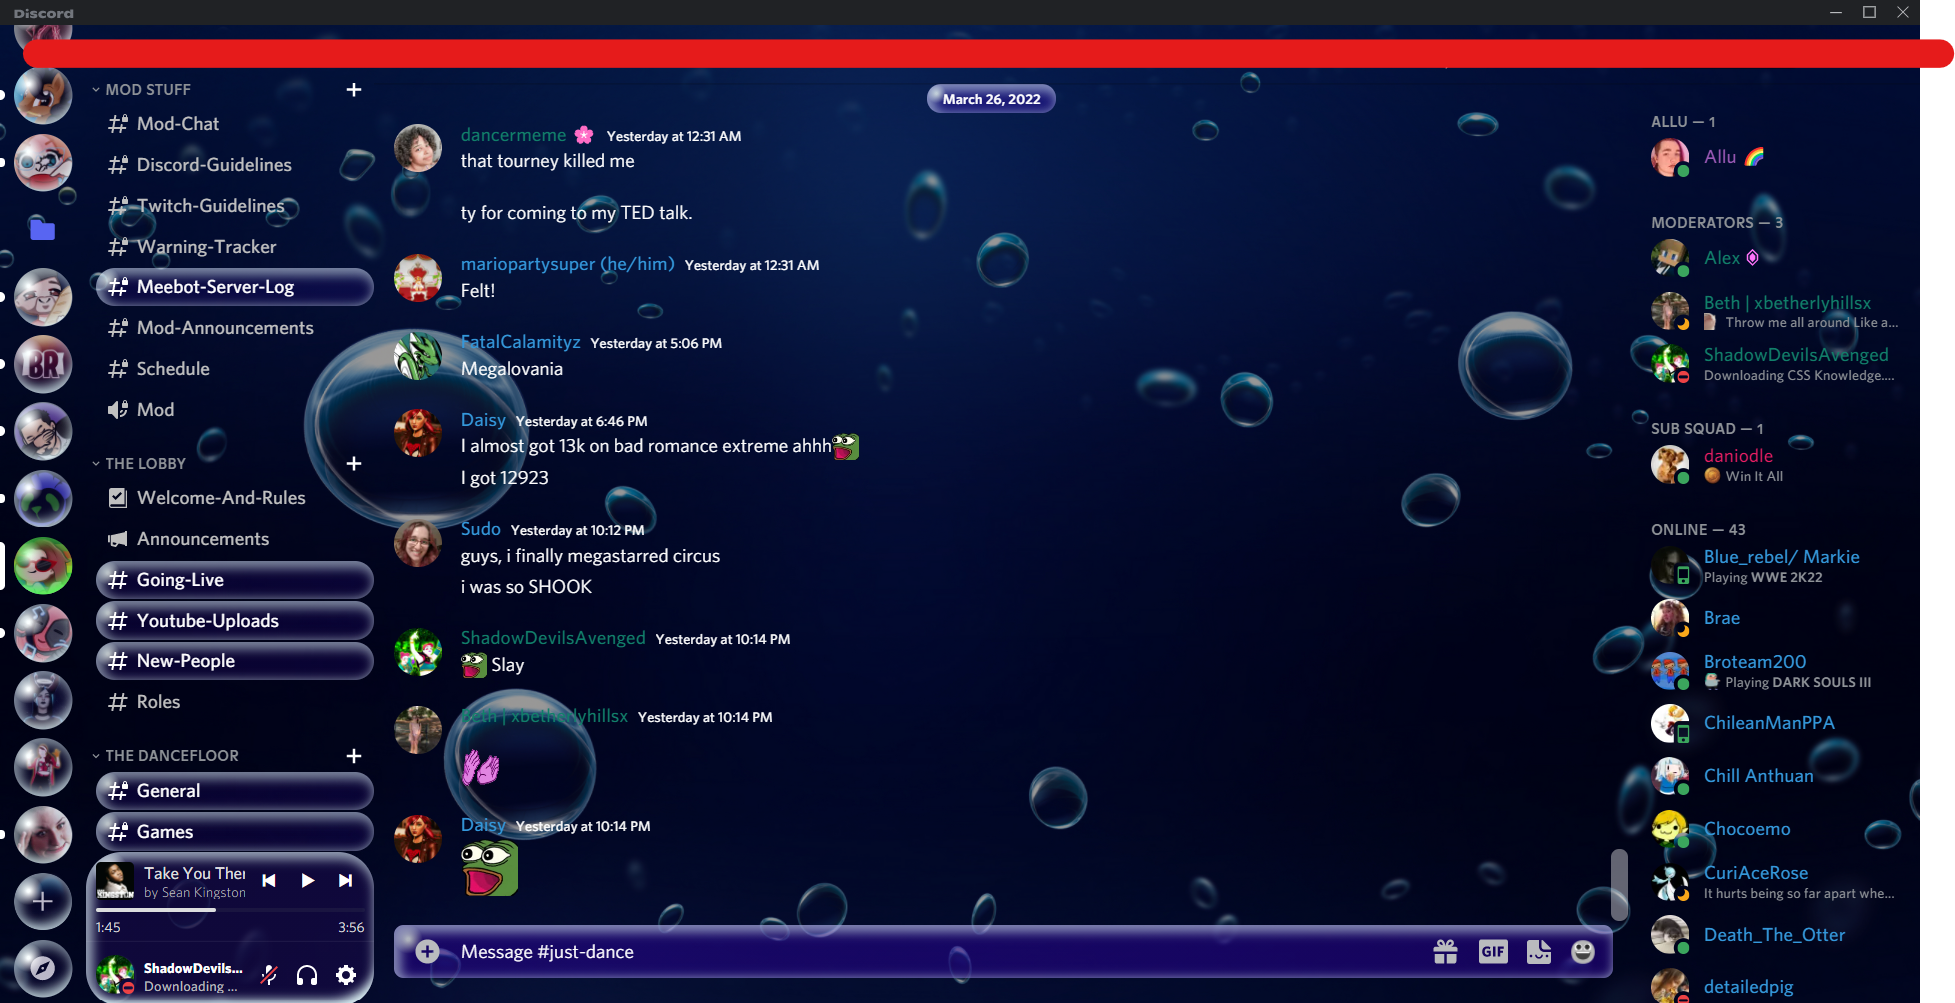 Discord
MOD STUFF
Mod-Chat
Discord-Guidelines
Twitch-Guidelines
Warning-Tracker
Meebot-Server-Log
Mod-Announcements
Schedule
Mod
THE LOBBY
Welcome-And-Rules
Announcements
Going-Live
Youtube-Uploads
New-People
Roles
THE DANCEFLOOR
General
Games
Take You Ther
by Sean Kingston
1:45 3:56
ShadowDevils...
Downloading ...
BR
March 26, 2022
dancermeme Yesterday at 12:31 AM
that tourney killed me
ty for coming to my TED talk.
mariopartysuper (he/him) Yesterday at 12:31 AM
Felt!
FatalCalamityz Yesterday at 5:06 PM
Megalovania
Daisy Yesterday at 6:46 PM
I almost got 13k on bad romance extreme ahhh
I got 12923
Sudo Yesterday at 10:12 PM
guys, i finally megastarred circus
i was so SHOOK
ShadowDevilsAvenged Yesterday at 10:14 PM
Slay
Beth | xbetherlyhillsx Yesterday at 10:14 PM
Daisy Yesterday at 10:14 PM
Message #just-dance
GIF
ALLU — 1
Allu
MODERATORS — 3
Alex
Beth | xbetherlyhillsx
Throw me all around Like a...
ShadowDevilsAvenged
Downloading CSS Knowledge....
SUB SQUAD — 1
daniodle
Win It All
ONLINE — 43
Blue_rebel/ Markie
Playing WWE 2K22
Brae
Broteam200
Playing DARK SOULS III
ChileanManPPA
Chill Anthuan
Chocoemo
CuriAceRose
It hurts being so far apart whe...
Death_The_Otter
detailedpig